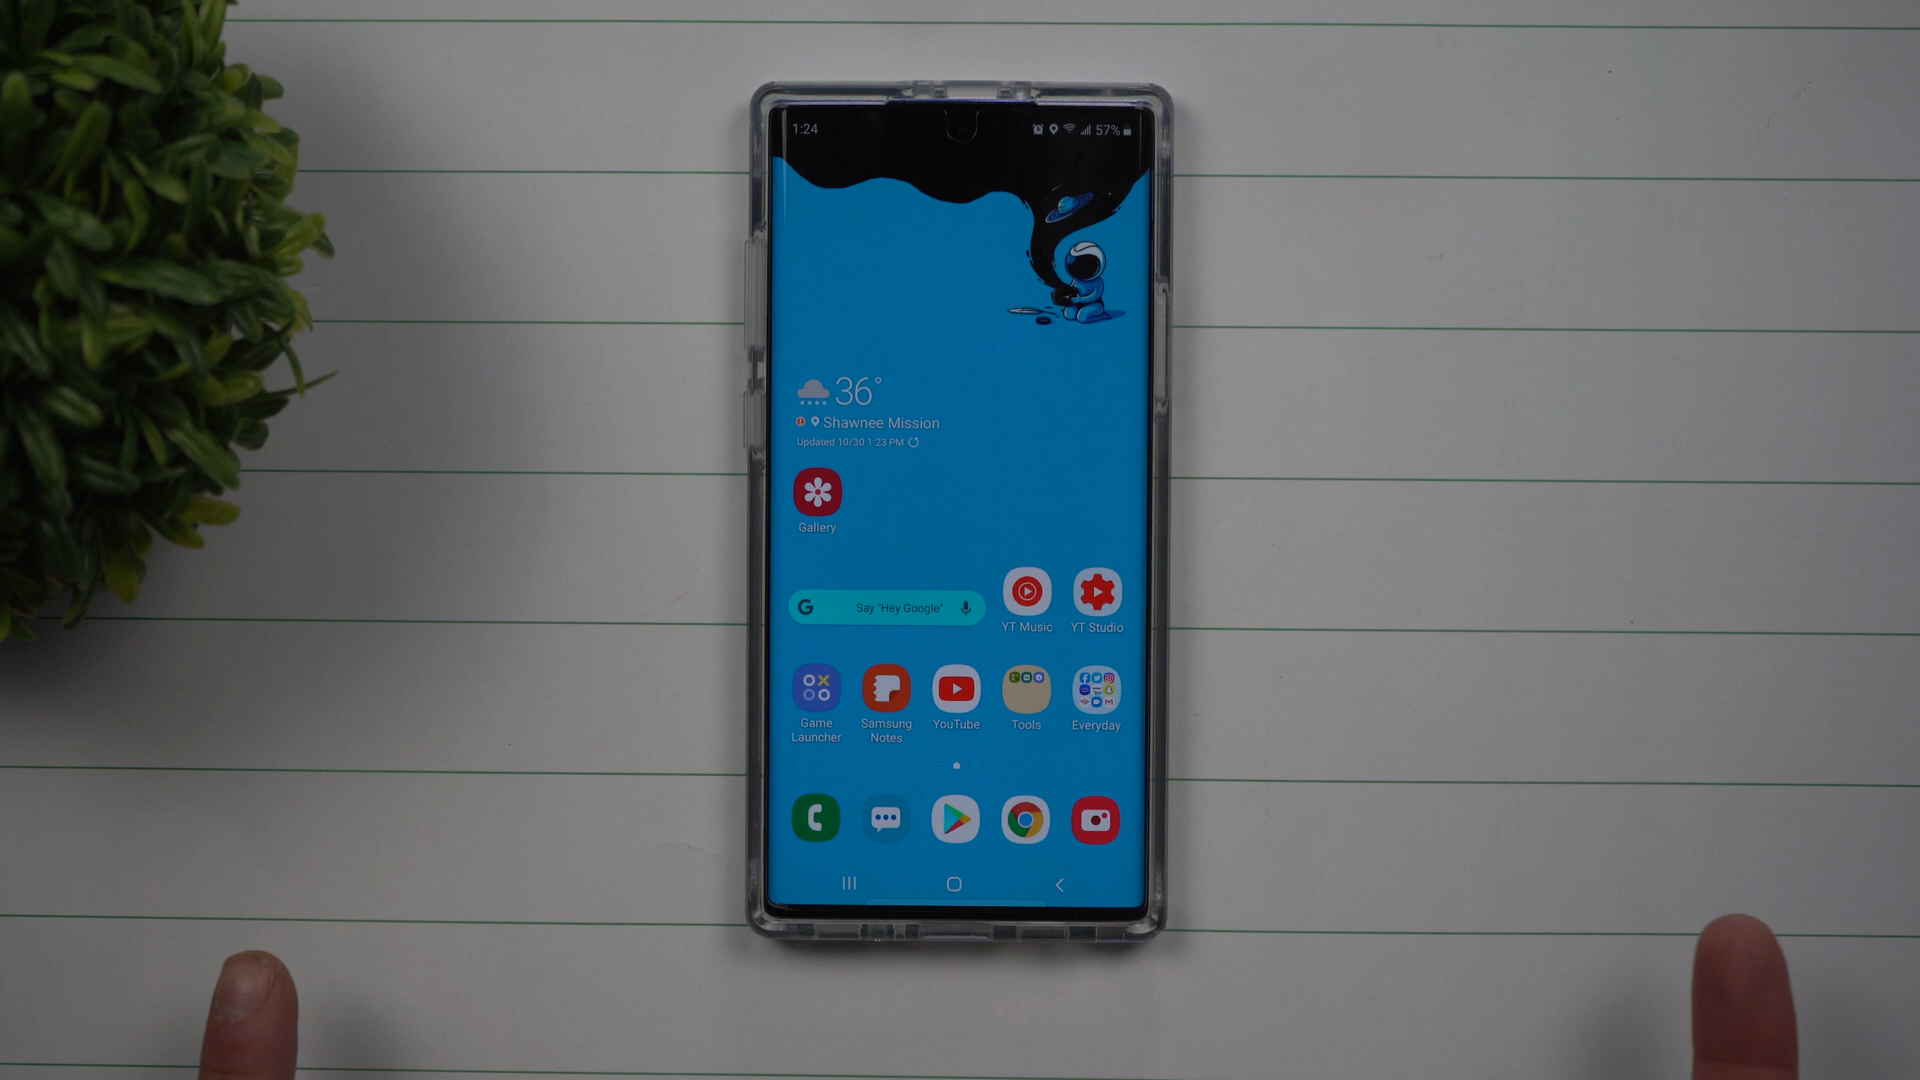 1:24
57%
36°
Shawnee Mission
Updated 10/30 1:23 PM
Gallery
G Say "Hey Google"
YT Music
YT Studio
Game Launcher
Samsung Notes
YouTube
Tools
Everyday